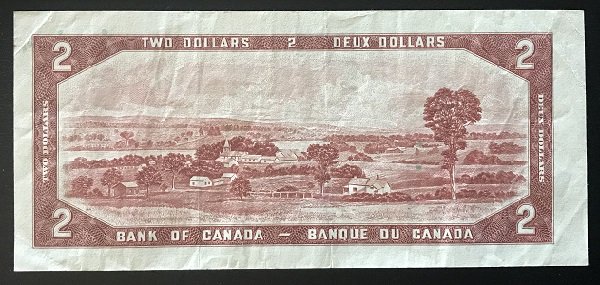 TWO DOLLARS 2 DEUX DOLLARS
2
2
TWO DOLLARS
DEUX DOLLARS
2
2
BANK OF CANADA – BANQUE DU CANADA